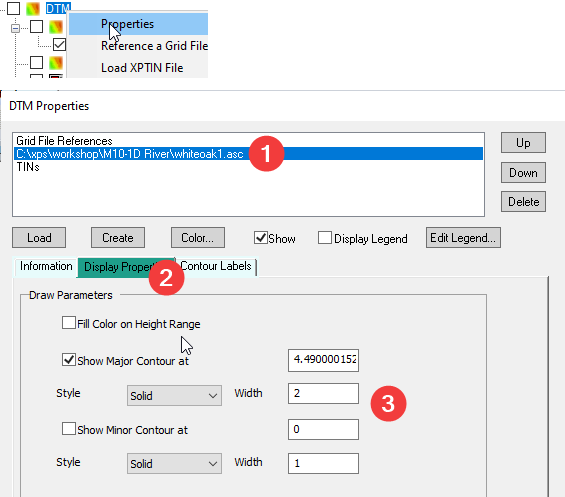 DTM
Properties
Reference a Grid File
Load XPTIN File
DTM Properties
Grid File References
C:\xps\workshop\M10-1D River\whiteoak1.asc
1
TINs
Up
Down
Delete
Load
Create
Color...
Show
Display Legend
Edit Legend...
Information
Display Prope
2
Contour Labels
Draw Parameters
Fill Color on Height Range
Show Major Contour at
4.490000152
Style
Solid
Width
2
3
Show Minor Contour at
0
Style
Solid
Width
1